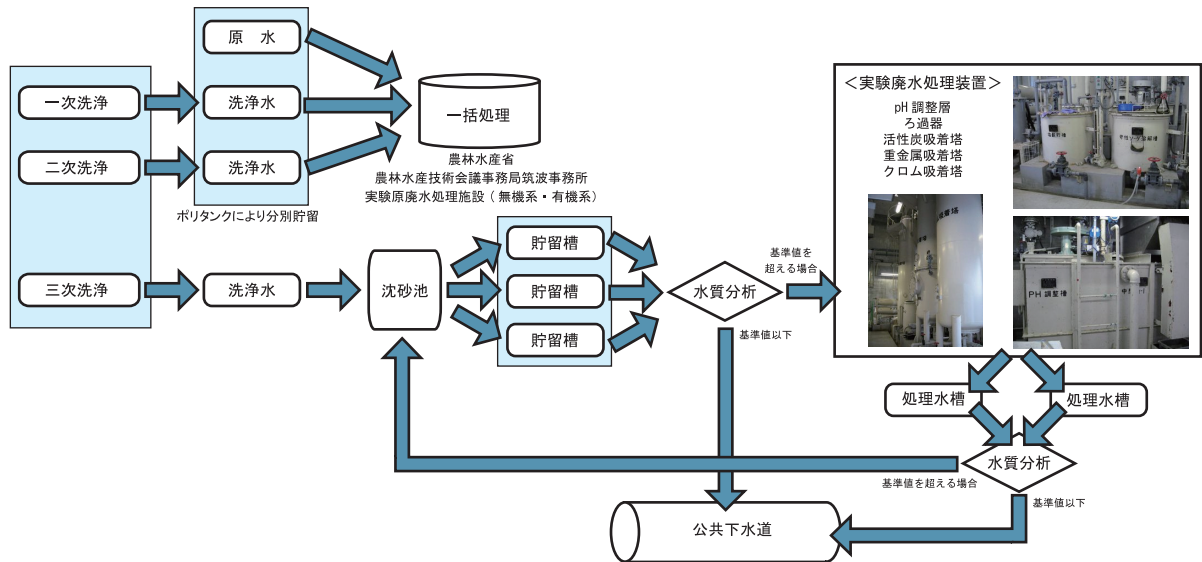 原　水
一次洗浄
洗浄水
二次洗浄
洗浄水
ポリタンクにより分別貯留
一括処理
農林水産省
農林水産技術会議事務局筑波事務所
実験原廃水処理施設（無機系・有機系）
三次洗浄
洗浄水
沈砂池
貯留槽
貯留槽
貯留槽
水質分析
基準値を
超える場合
基準値以下
＜実験廃水処理装置＞
pH 調整層
ろ過器
活性炭吸着塔
重金属吸着塔
クロム吸着塔
PH 調整槽
処理水槽
処理水槽
水質分析
基準値を超える場合
基準値以下
公共下水道